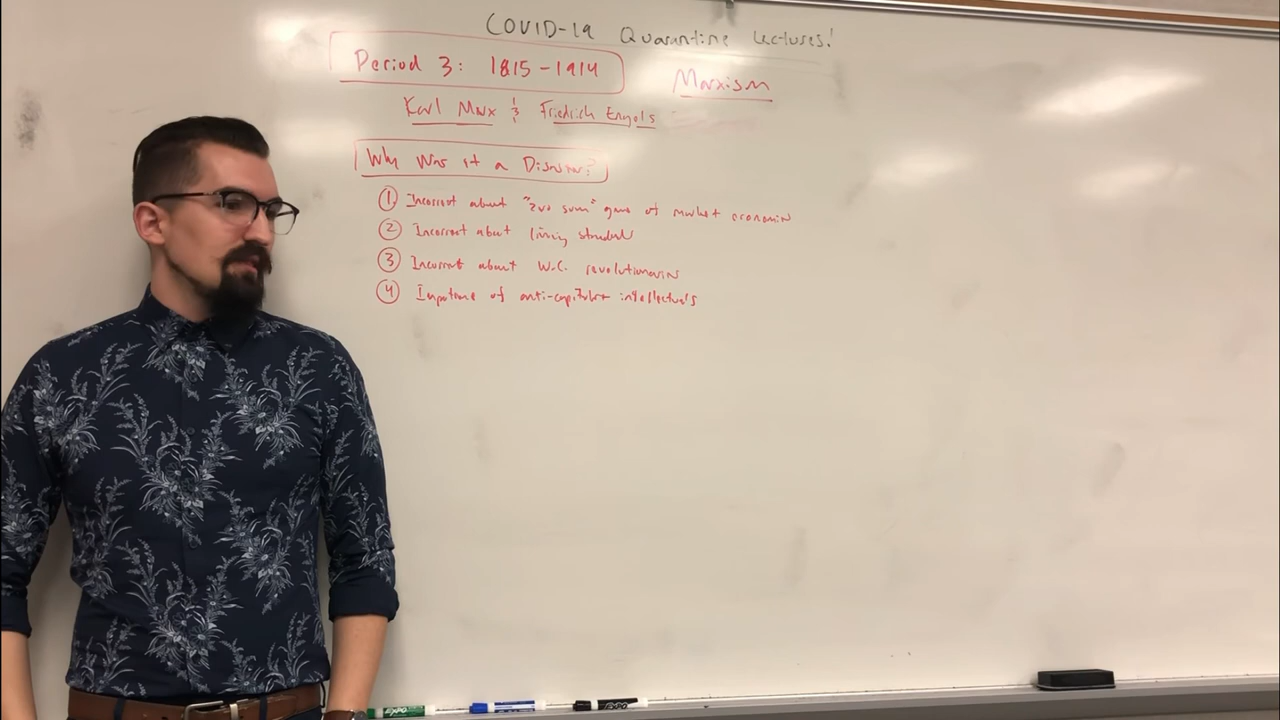 COVID-19 Quarantine Lectures!
Period 3: 1815-1914
Marxism
Karl Marx & Friedrich Engels
Why Was it a Disaster?
① Incorrect about "zero sum" game of market economies
② Incorrect about living standards
③ Incorrect about W.C. revolutionaries
④ Importance of anti-capitalist intellectuals
EXPO